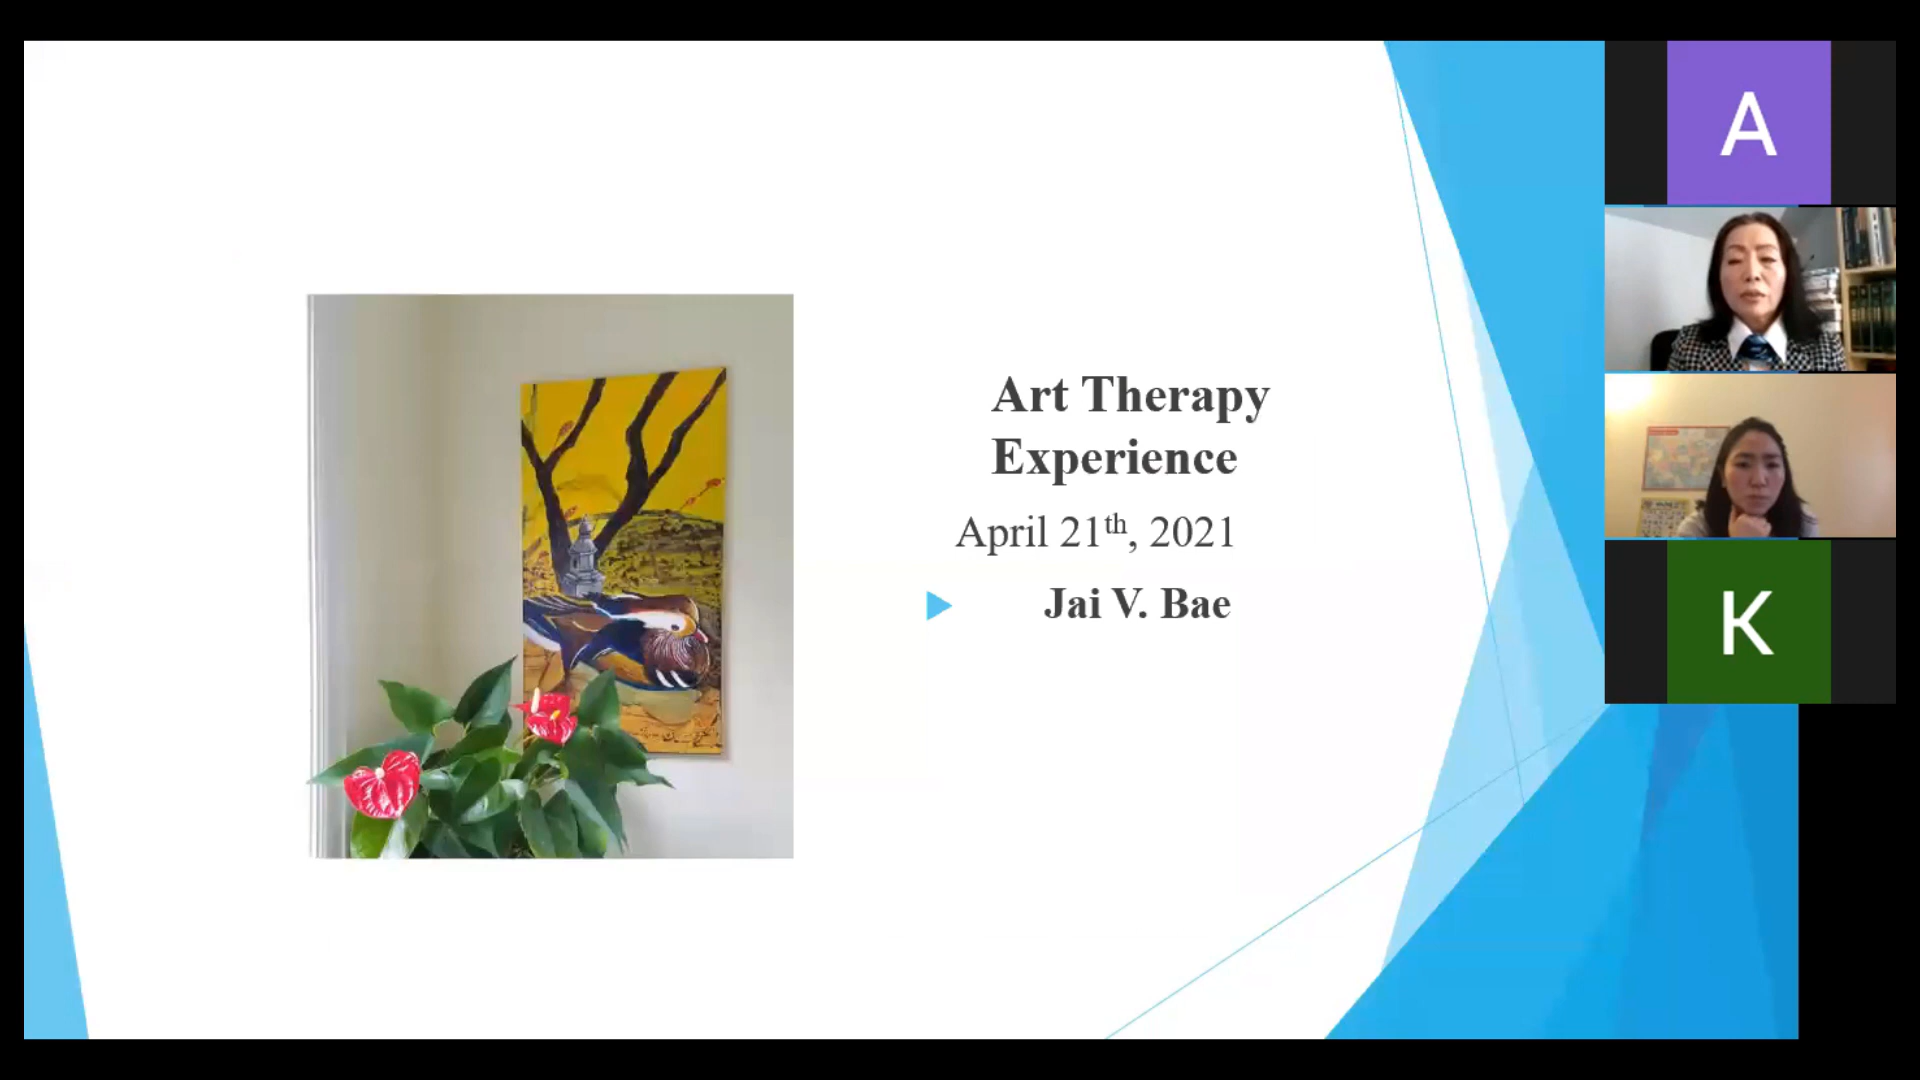 Art Therapy
Experience
April 21th, 2021
Jai V. Bae
A
K